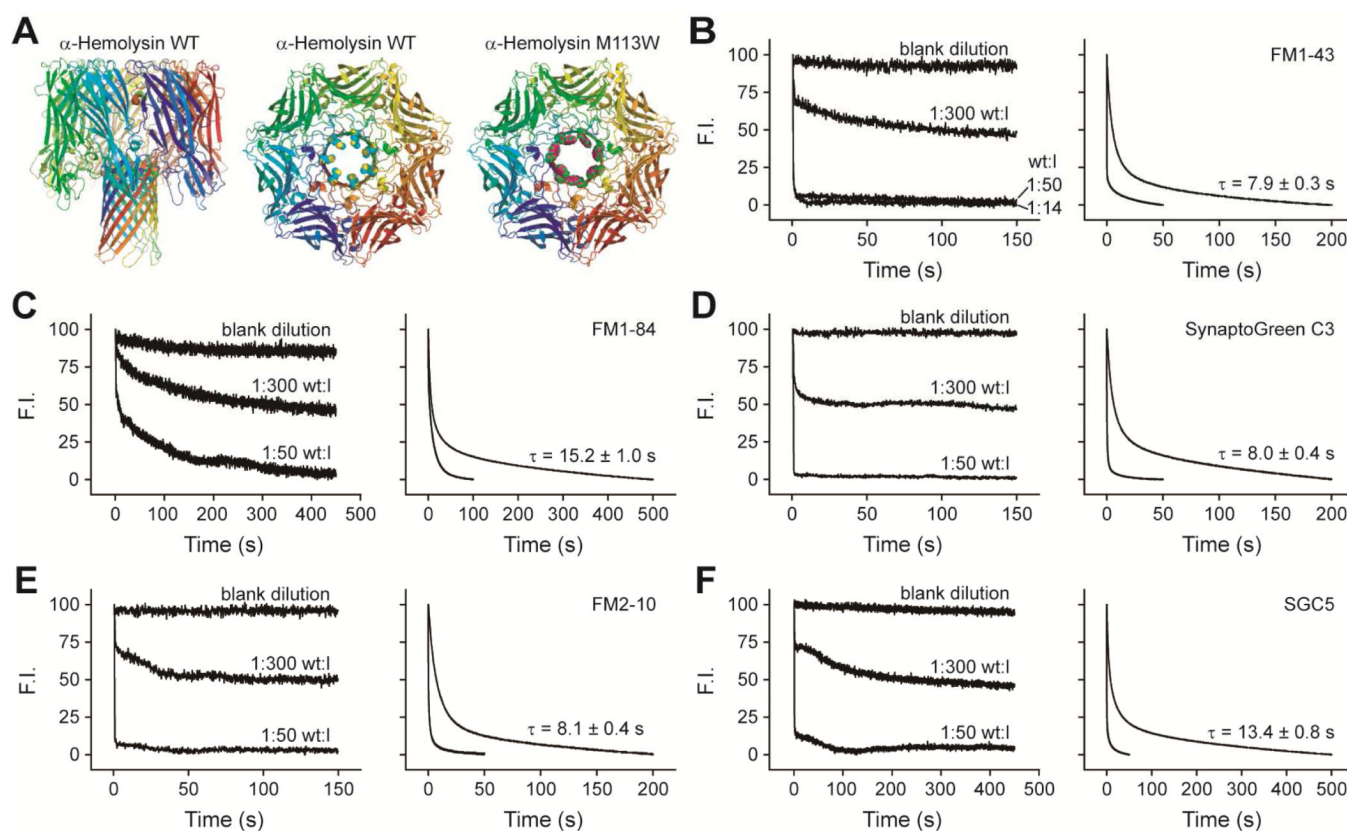 A
α-Hemolysin WT
α-Hemolysin WT
α-Hemolysin M113W
B
F.I.
100
75
50
25
0
blank dilution
1:300 wt:l
wt:l
1:50
1:14
0 50 100 150
Time (s)
FM1-43
τ = 7.9 ± 0.3 s
0 50 100 150 200
Time (s)
C
F.I.
100
75
50
25
0
blank dilution
1:300 wt:l
1:50 wt:l
0 100 200 300 400 500
Time (s)
FM1-84
τ = 15.2 ± 1.0 s
0 100 200 300 400 500
Time (s)
D
F.I.
100
75
50
25
0
blank dilution
1:300 wt:l
1:50 wt:l
0 50 100 150
Time (s)
SynaptoGreen C3
τ = 8.0 ± 0.4 s
0 50 100 150 200
Time (s)
E
F.I.
100
75
50
25
0
blank dilution
1:300 wt:l
1:50 wt:l
0 50 100 150
Time (s)
FM2-10
τ = 8.1 ± 0.4 s
0 50 100 150 200
Time (s)
F
F.I.
100
75
50
25
0
blank dilution
1:300 wt:l
1:50 wt:l
0 100 200 300 400 500
Time (s)
SGC5
τ = 13.4 ± 0.8 s
0 100 200 300 400 500
Time (s)